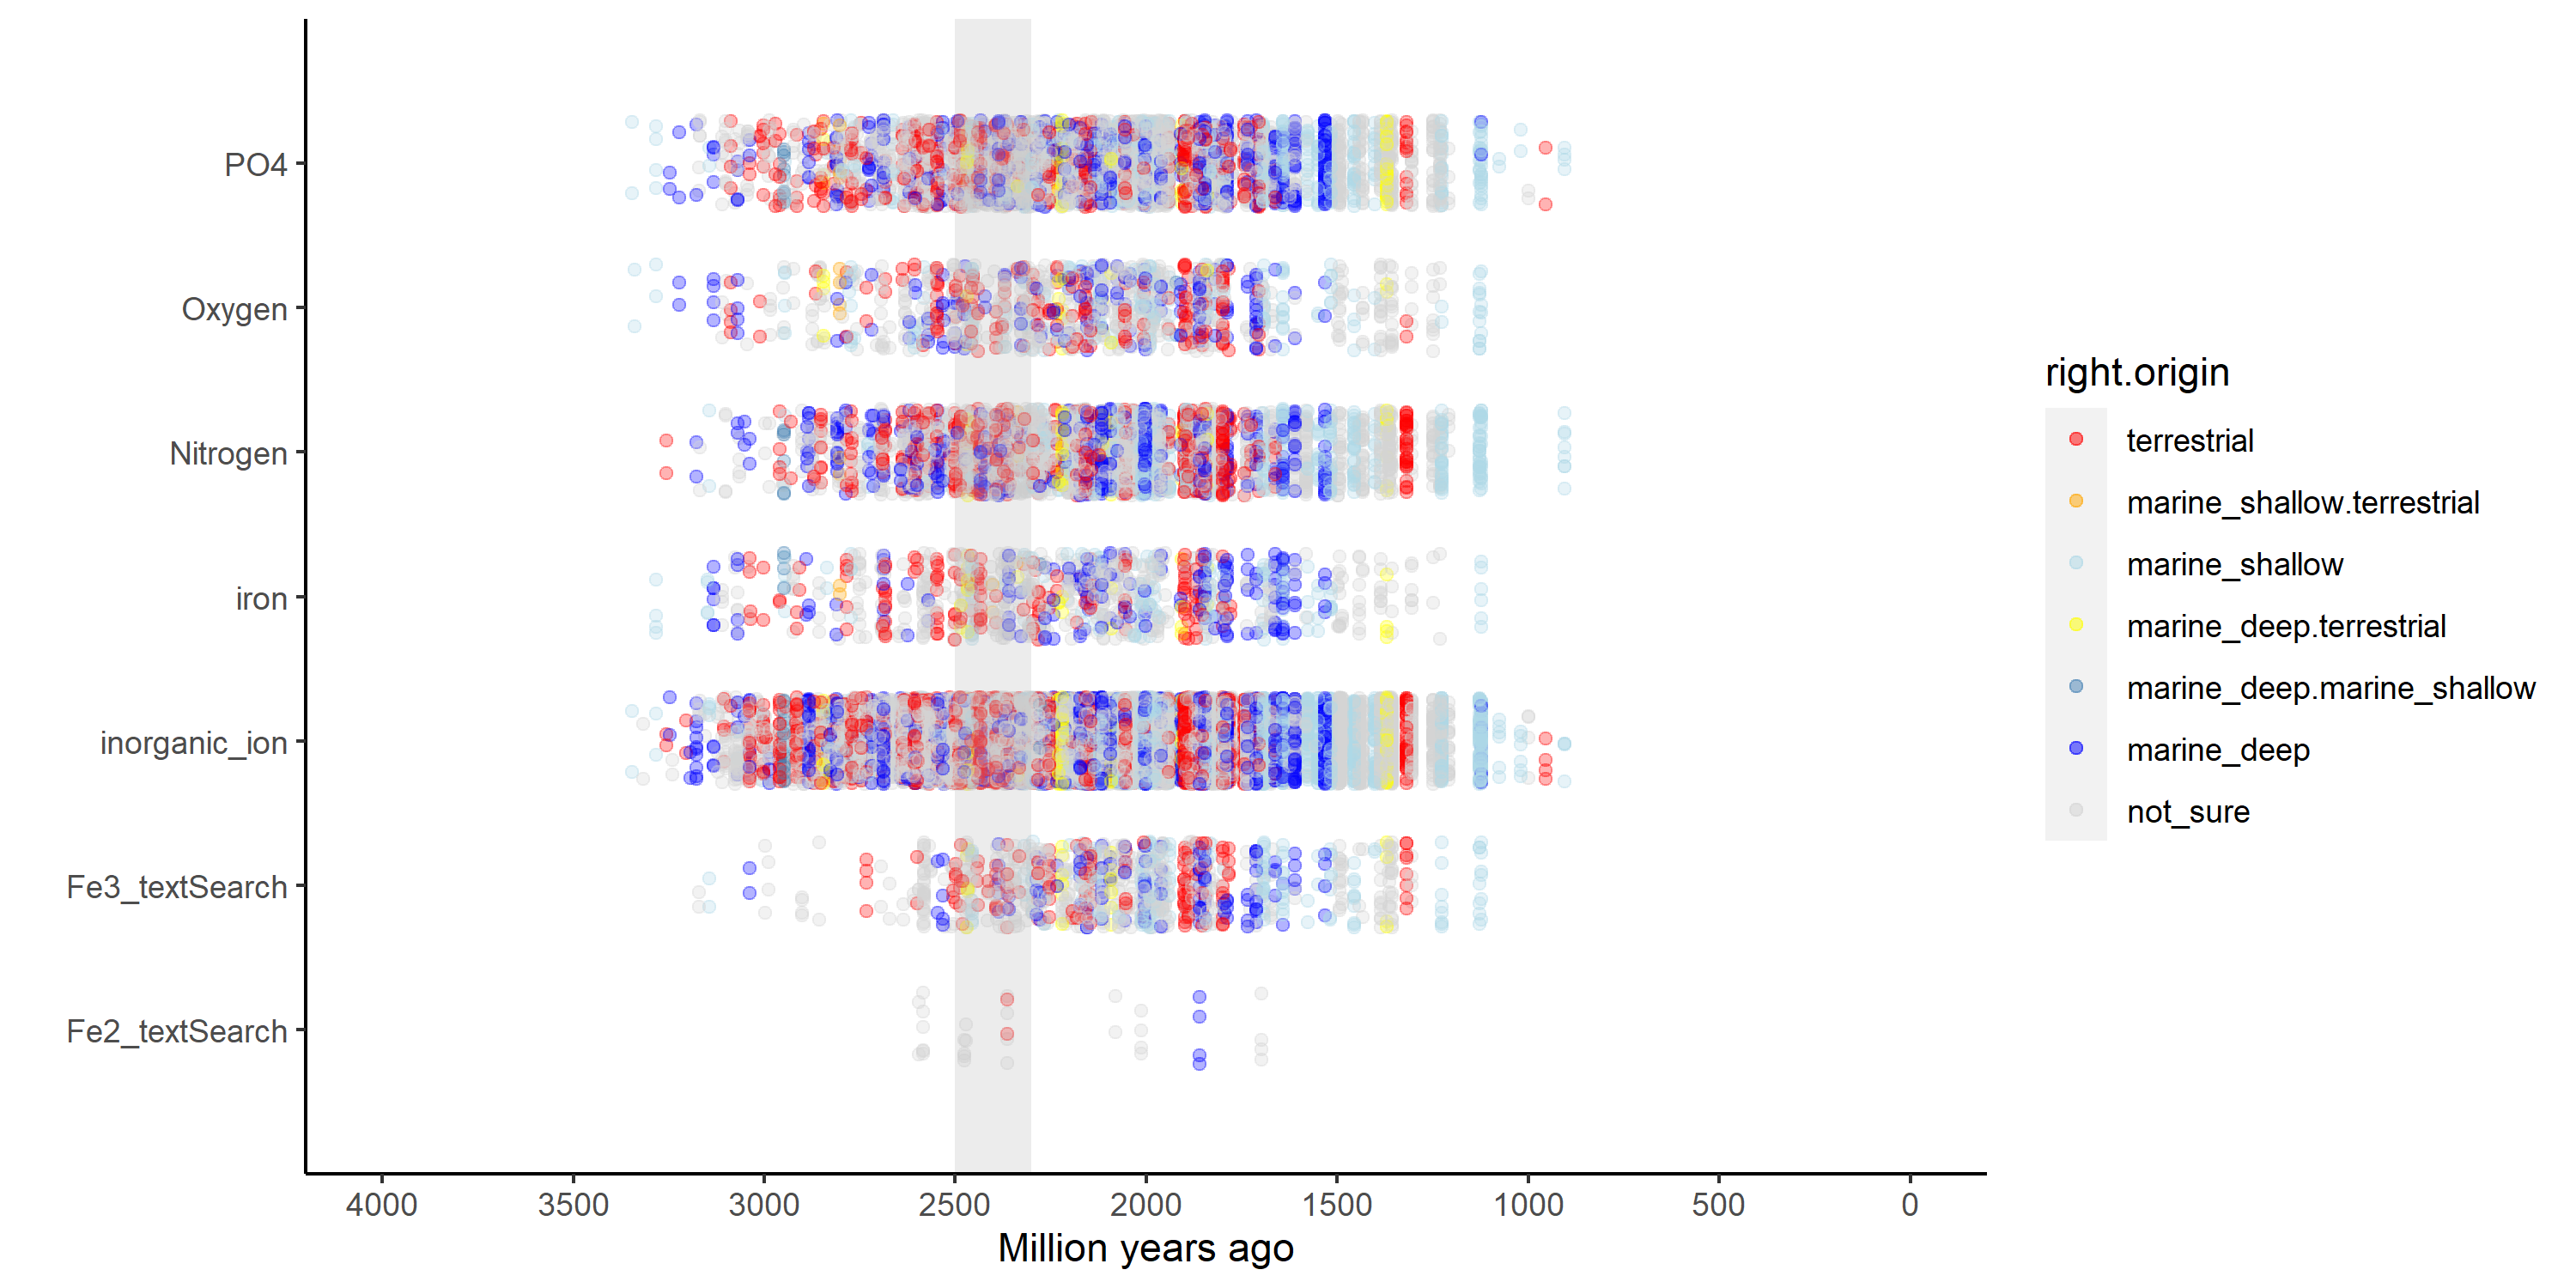 PO4
Oxygen
Nitrogen
iron
inorganic_ion
Fe3_textSearch
Fe2_textSearch
4000 3500 3000 2500 2000 1500 1000 500 0
Million years ago
right.origin
terrestrial
marine_shallow.terrestrial
marine_shallow
marine_deep.terrestrial
marine_deep.marine_shallow
marine_deep
not_sure